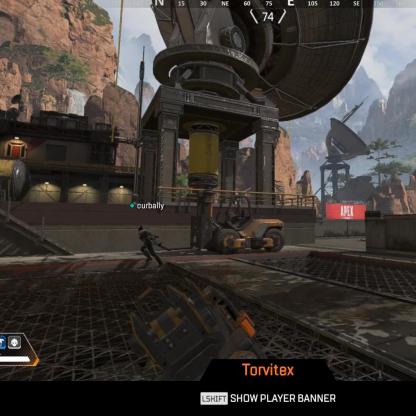 N 15 30 NE 60 75 E 105 120 SE
74
curbally
APEX
Torvitex
LSHIFT SHOW PLAYER BANNER